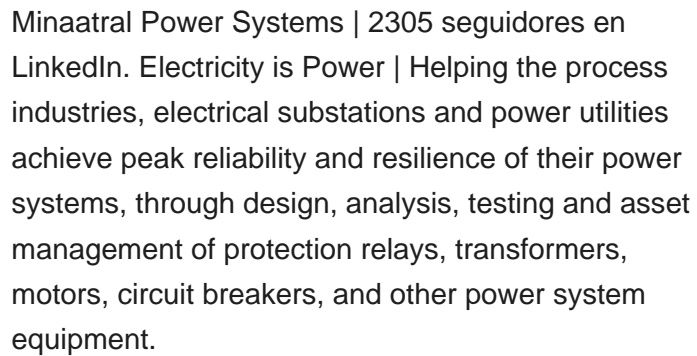 Minaatral Power Systems | 2305 seguidores en
LinkedIn. Electricity is Power | Helping the process
industries, electrical substations and power utilities
achieve peak reliability and resilience of their power
systems, through design, analysis, testing and asset
management of protection relays, transformers,
motors, circuit breakers, and other power system
equipment.